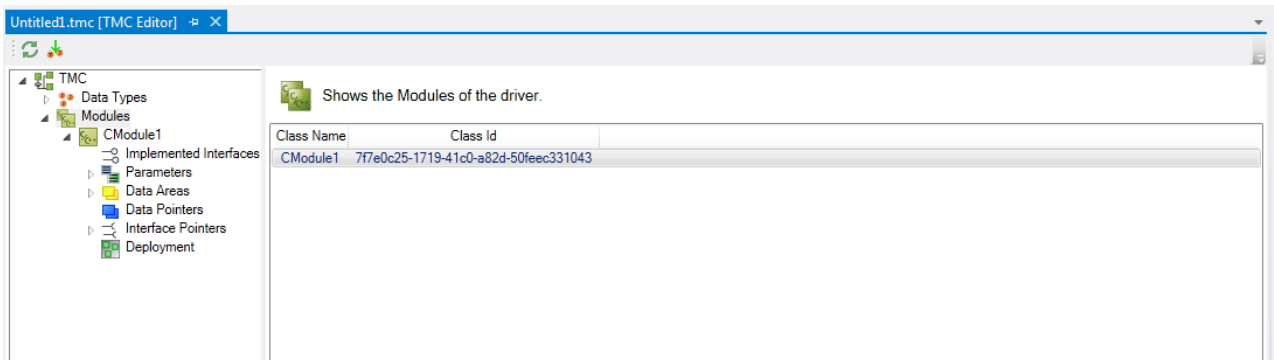 Untitled1.tmc [TMC Editor]
TMC
Data Types
Modules
CModule1
Implemented Interfaces
Parameters
Data Areas
Data Pointers
Interface Pointers
Deployment
Shows the Modules of the driver.
Class Name Class Id
CModule1 7f7e0c25-1719-41c0-a82d-50feec331043